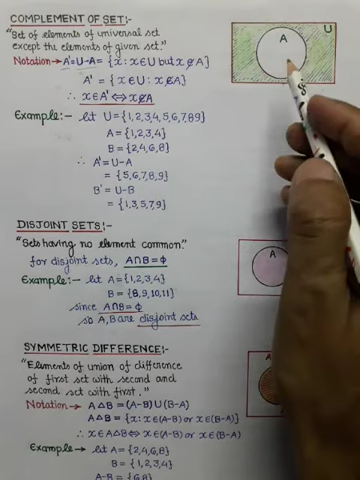 COMPLEMENT OF SET:-
"Set of elements of universal set
except the elements of given set."
Notation → A'=U-A= {x: x∈U but x∉A}
A' = {x∈U: x∉A}
∴ x∈A' ⇔ x∉A
Example:- let U={1,2,3,4,5,6,7,8,9}
A={1,2,3,4}
B={2,4,6,8}
∴ A'=U-A
= {5,6,7,8,9}
B'=U-B
= {1,3,5,7,9}
A
U
DISJOINT SETS:-
"Sets having no element common."
for disjoint sets, A∩B=ϕ
Example:- let A={1,2,3,4}
B={8,9,10,11}
since A∩B=ϕ
so A,B are disjoint sets
A
SYMMETRIC DIFFERENCE:-
"Elements of union of difference
of first set with second and
second set with first."
Notation → A△B=(A-B)∪(B-A)
A△B={x: x∈(A-B) or x∈(B-A)}
∴ x∈A△B⇔x∈(A-B) or x∈(B-A)
Example→ let A={2,4,6,8}
B={1,2,3,4}
A-B={6,8}
A